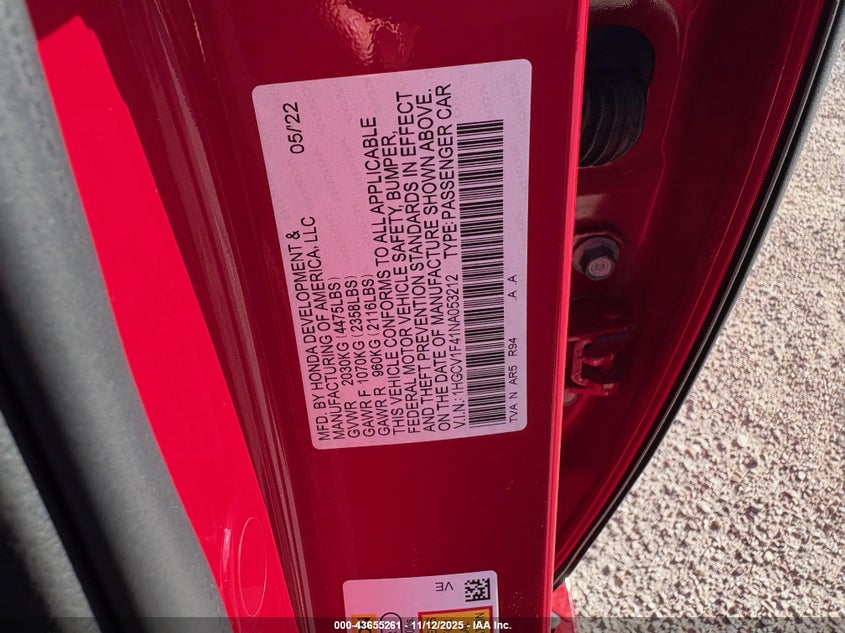 MFD. BY HONDA DEVELOPMENT & 05/'22
MANUFACTURING OF AMERICA, LLC
GVWR 2030KG (4475LBS)
GAWR F 1070KG (2358LBS)
GAWR R 960KG (2116LBS)
THIS VEHICLE CONFORMS TO ALL APPLICABLE
FEDERAL MOTOR VEHICLE SAFETY, BUMPER,
AND THEFT PREVENTION STANDARDS IN EFFECT
ON THE DATE OF MANUFACTURE SHOWN ABOVE.
V.I.N.: 1HGCV1F41NA053212 TYPE: PASSENGER CAR
TVA N AR5 R94 .A .A
VE
000-43655261 - 11/12/2025 - IAA Inc.